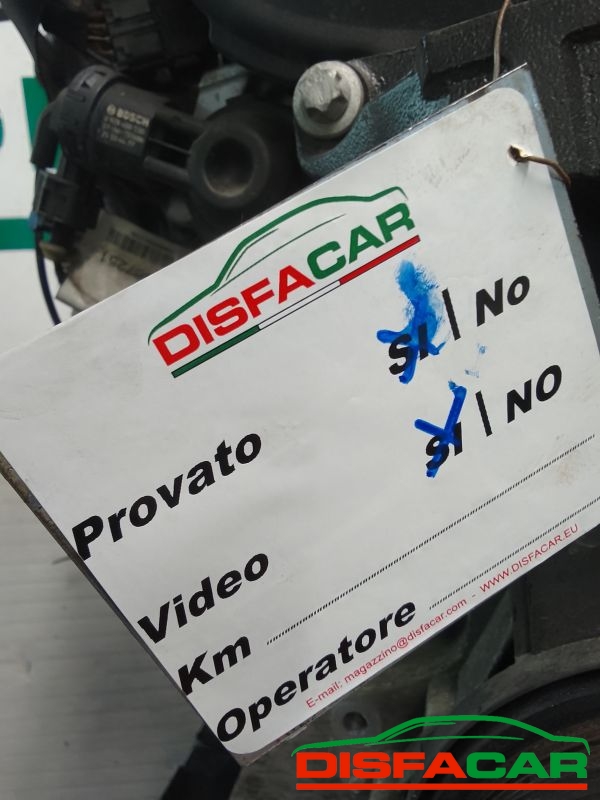 BOSCH
DISFACAR
Provato SI | No
Video SI | NO
Km
Operatore
E-mail: magazzino@disfacar.com - WWW.DISFACAR.EU
DISFACAR